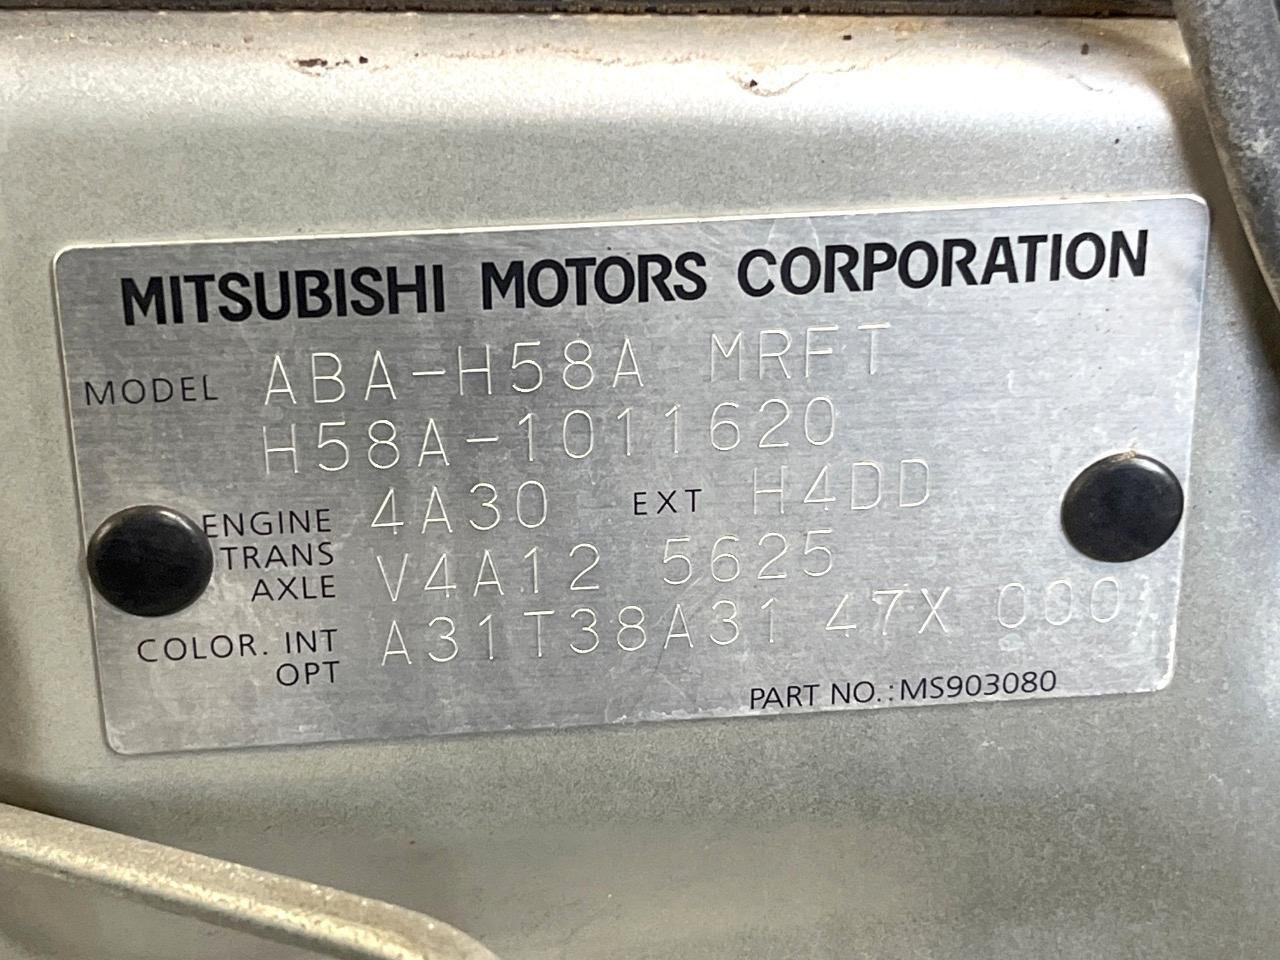 MITSUBISHI MOTORS CORPORATION
MODEL ABA-H58A MRFT
H58A-1011620
ENGINE 4A30 EXT H4DD
TRANS AXLE V4A12 5625
COLOR. INT OPT A31T38A31 47X 000
PART NO.: MS903080